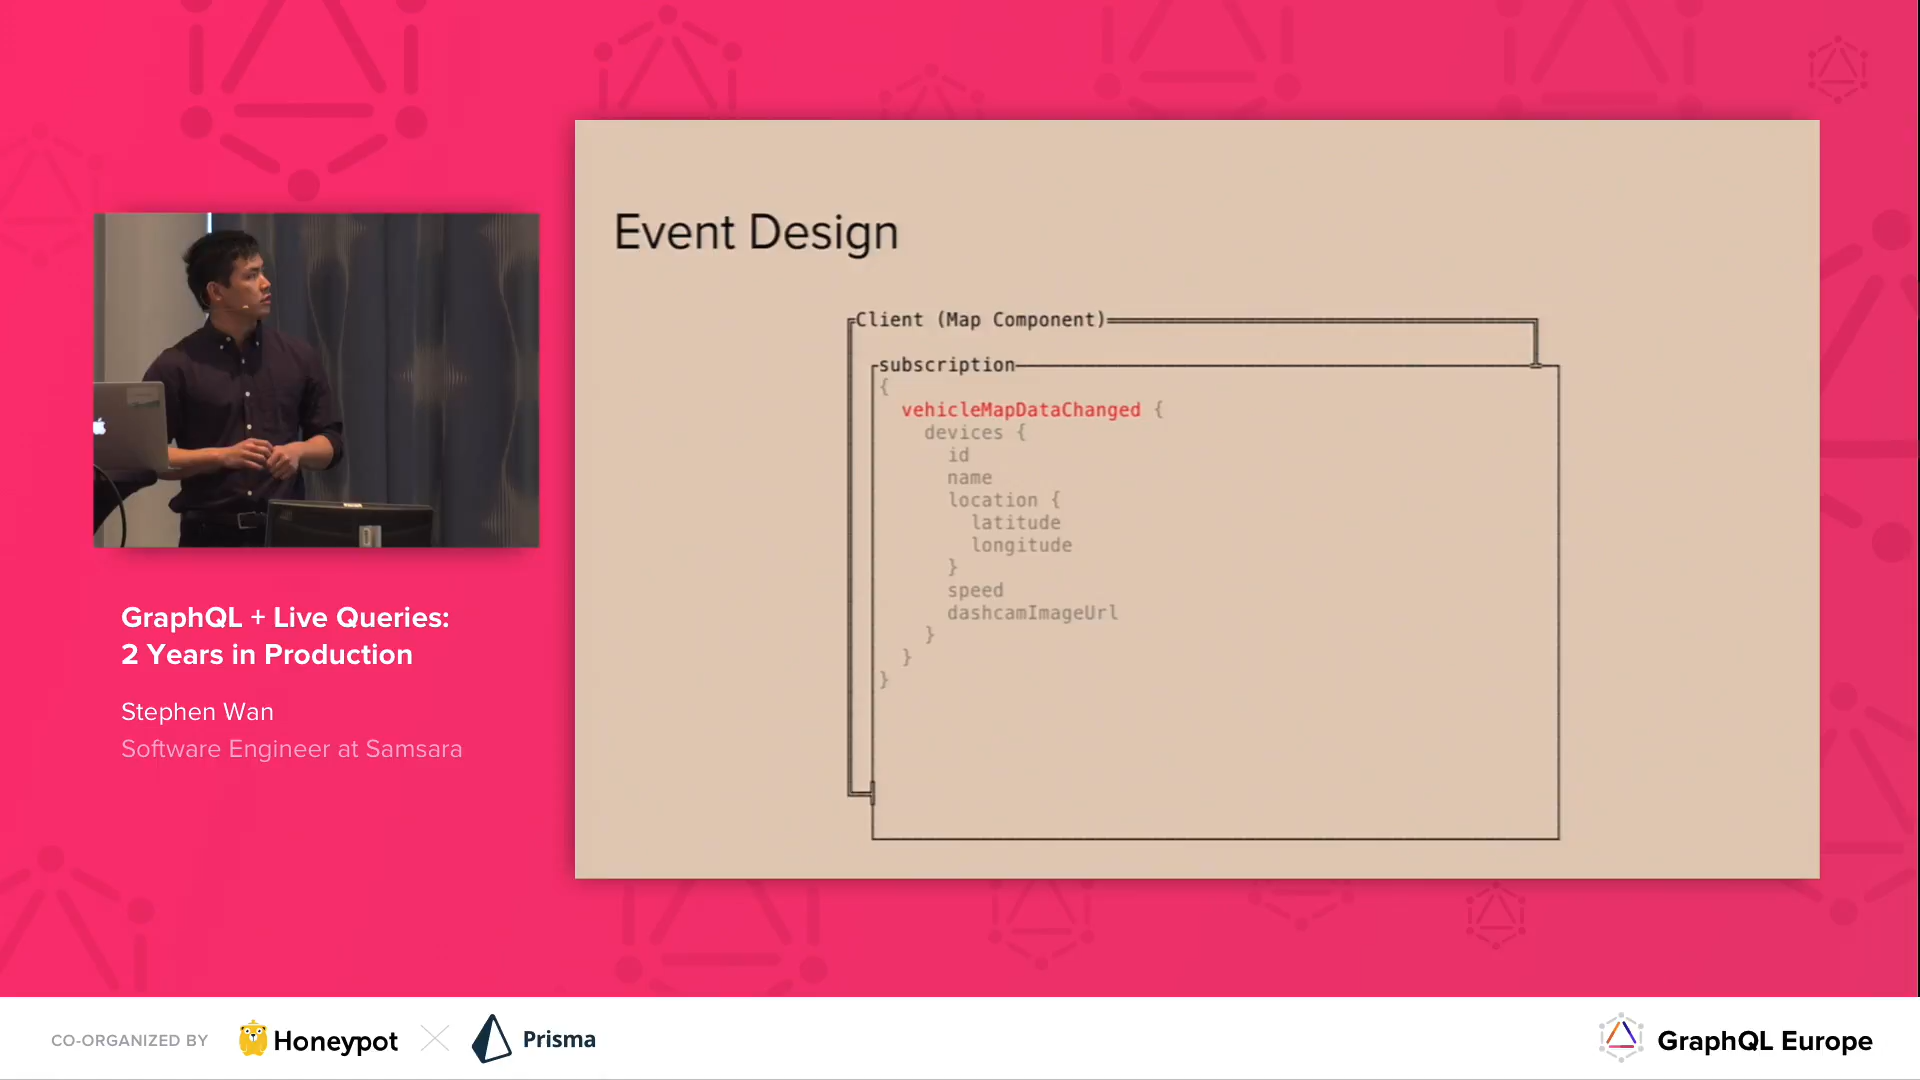 Event Design
Client (Map Component)
subscription
{
vehicleMapDataChanged {
devices {
id
name
location {
latitude
longitude
}
speed
dashcamImageUrl
}
}
}
GraphQL + Live Queries:
2 Years in Production
Stephen Wan
Software Engineer at Samsara
CO-ORGANIZED BY
Honeypot
Prisma
GraphQL Europe